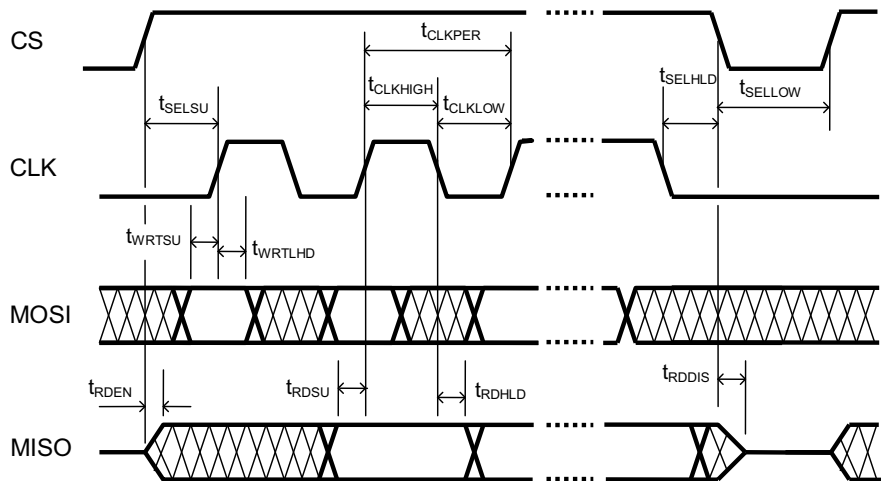 CS
tCLKPER
tCLKHIGH
tSELHLD
tSELSU
tCLKLOW
tSELLOW
CLK
tWRTSU
tWRTLHD
MOSI
tRDEN
tRDSU
tRDHLD
tRDDIS
MISO